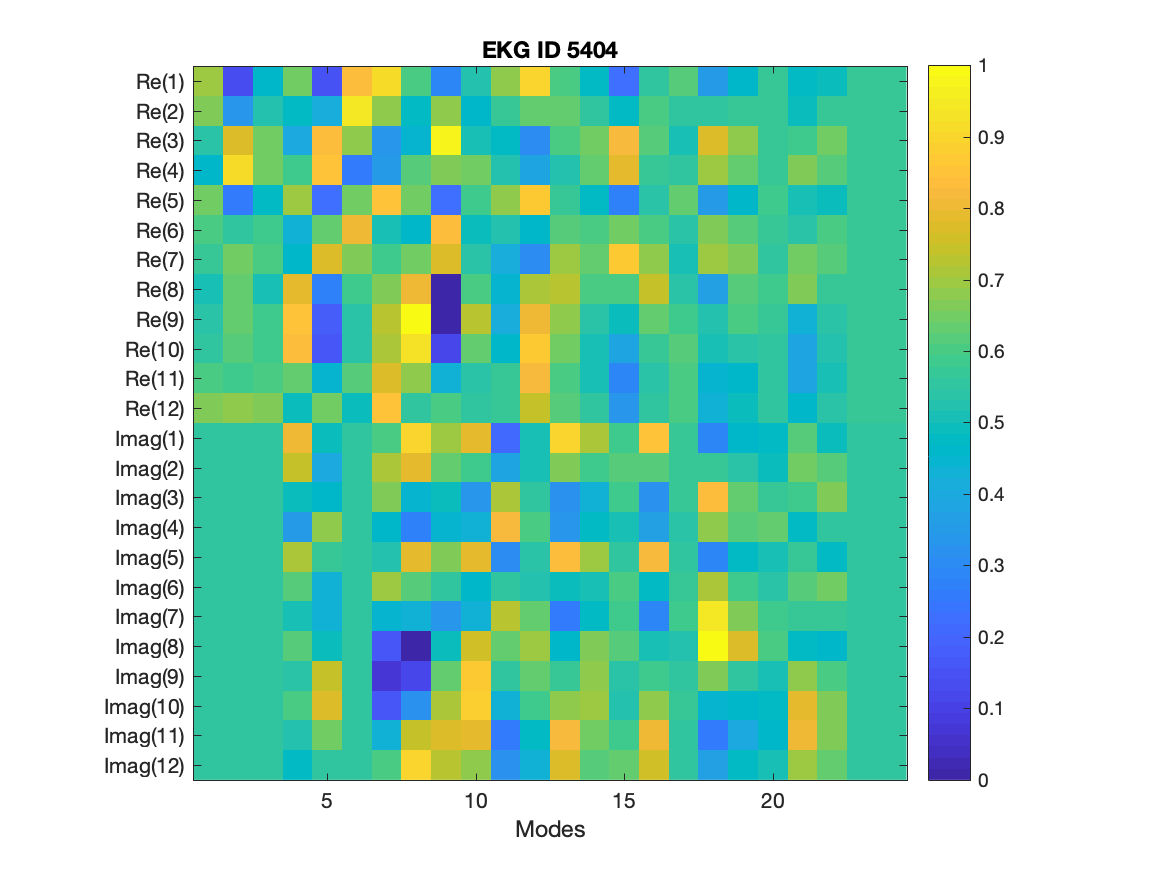 EKG ID 5404
Re(1)
Re(2)
Re(3)
Re(4)
Re(5)
Re(6)
Re(7)
Re(8)
Re(9)
Re(10)
Re(11)
Re(12)
Imag(1)
Imag(2)
Imag(3)
Imag(4)
Imag(5)
Imag(6)
Imag(7)
Imag(8)
Imag(9)
Imag(10)
Imag(11)
Imag(12)
5 10 15 20
Modes
1
0.9
0.8
0.7
0.6
0.5
0.4
0.3
0.2
0.1
0